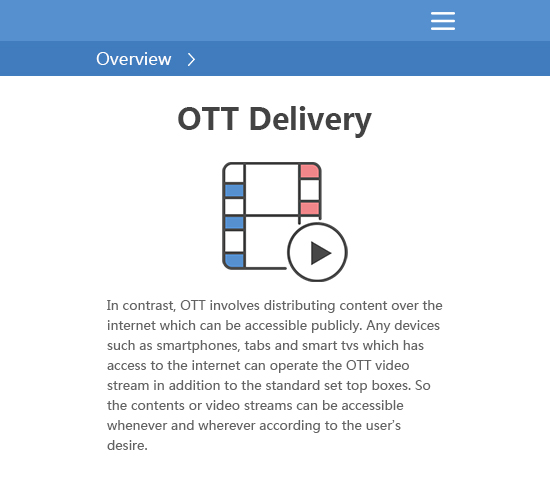 Overview
OTT Delivery
In contrast, OTT involves distributing content over the
internet which can be accessible publicly. Any devices
such as smartphones, tabs and smart tvs which has
access to the internet can operate the OTT video
stream in addition to the standard set top boxes. So
the contents or video streams can be accessible
whenever and wherever according to the user's
desire.